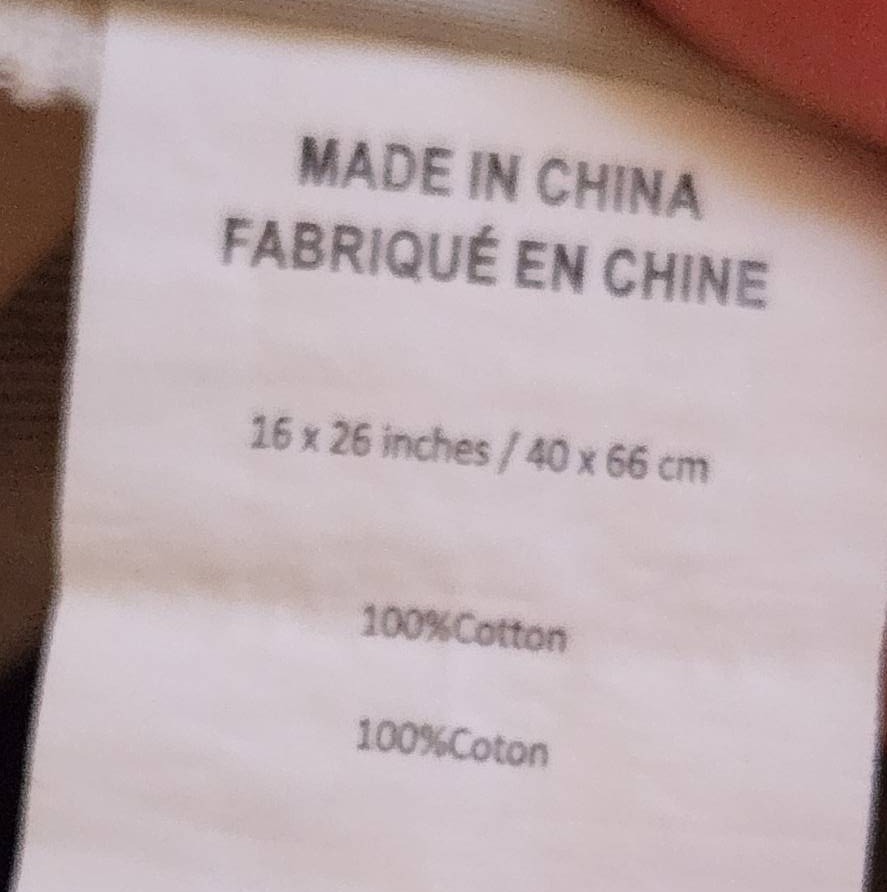 MADE IN CHINA
FABRIQUÉ EN CHINE
16 x 26 inches / 40 x 66 cm
100%Cotton
100%Coton